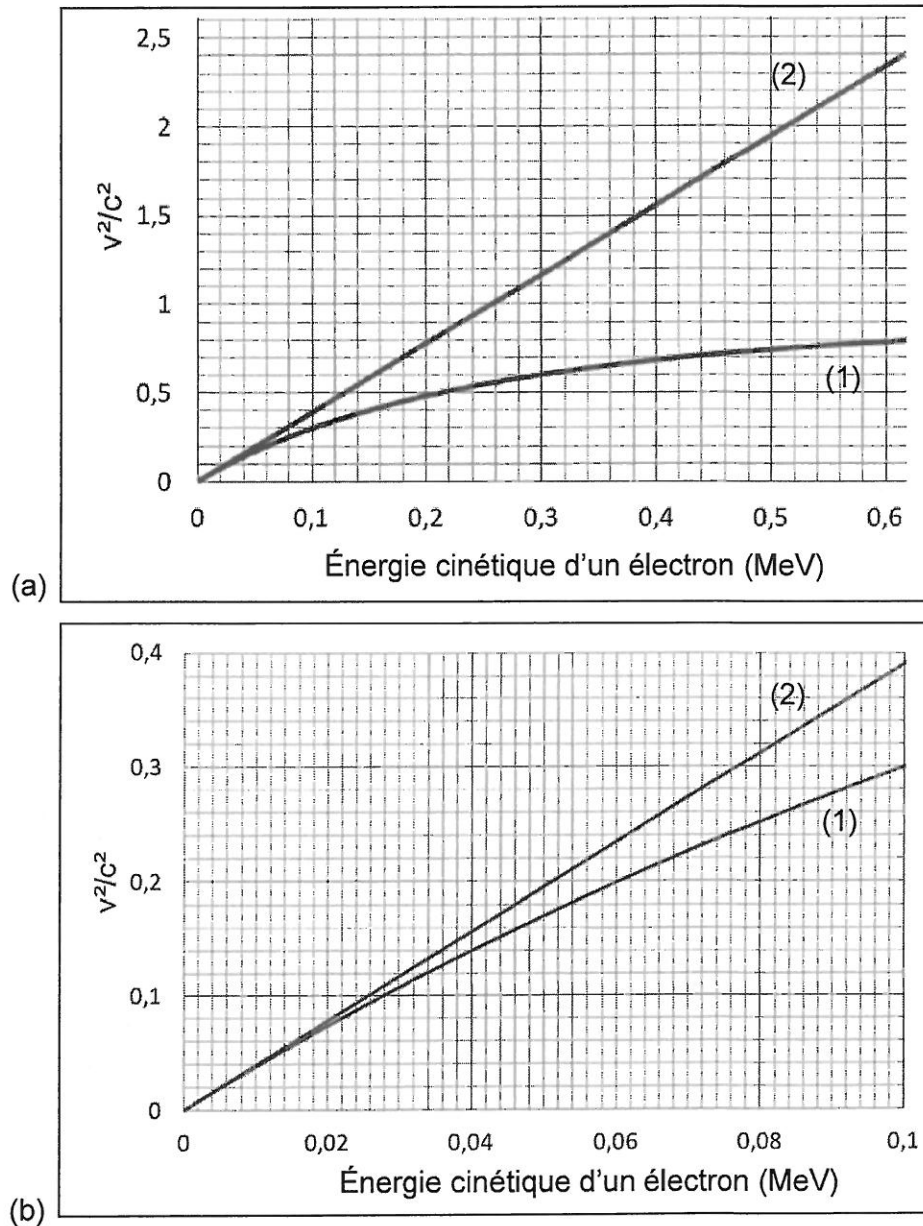 2,5
(2)
2
v²/c²
1,5
1
0,5
(1)
0
0 0,1 0,2 0,3 0,4 0,5 0,6
Énergie cinétique d'un électron (MeV)
(a)
0,4
(2)
0,3
(1)
v²/c²
0,2
0,1
0
0 0,02 0,04 0,06 0,08 0,1
Énergie cinétique d'un électron (MeV)
(b)